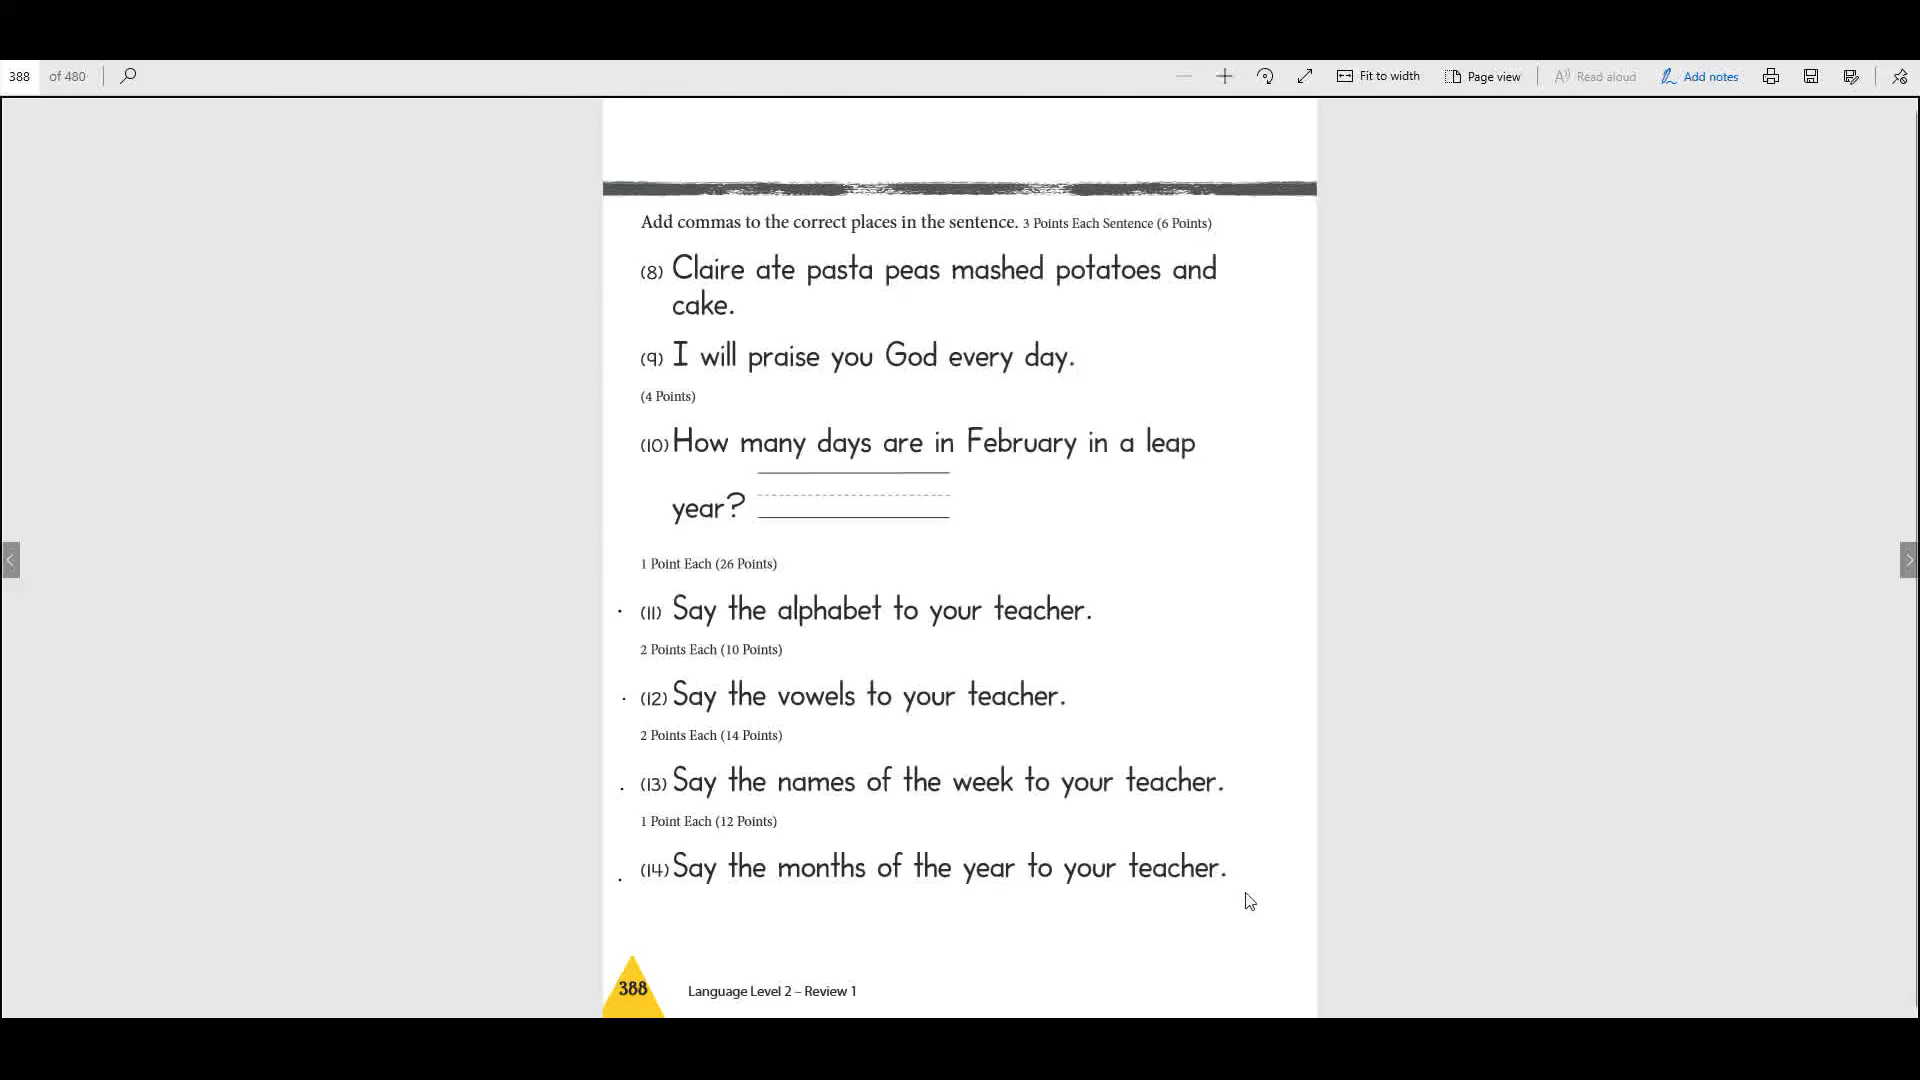 388 of 480 Fit to width Page view Read aloud Add notes
Add commas to the correct places in the sentence. 3 Points Each Sentence (6 Points)
(8) Claire ate pasta peas mashed potatoes and
cake.
(9) I will praise you God every day.
(4 Points)
(10) How many days are in February in a leap
year?
1 Point Each (26 Points)
(11) Say the alphabet to your teacher.
2 Points Each (10 Points)
(12) Say the vowels to your teacher.
2 Points Each (14 Points)
(13) Say the names of the week to your teacher.
1 Point Each (12 Points)
(14) Say the months of the year to your teacher.
388 Language Level 2 – Review 1